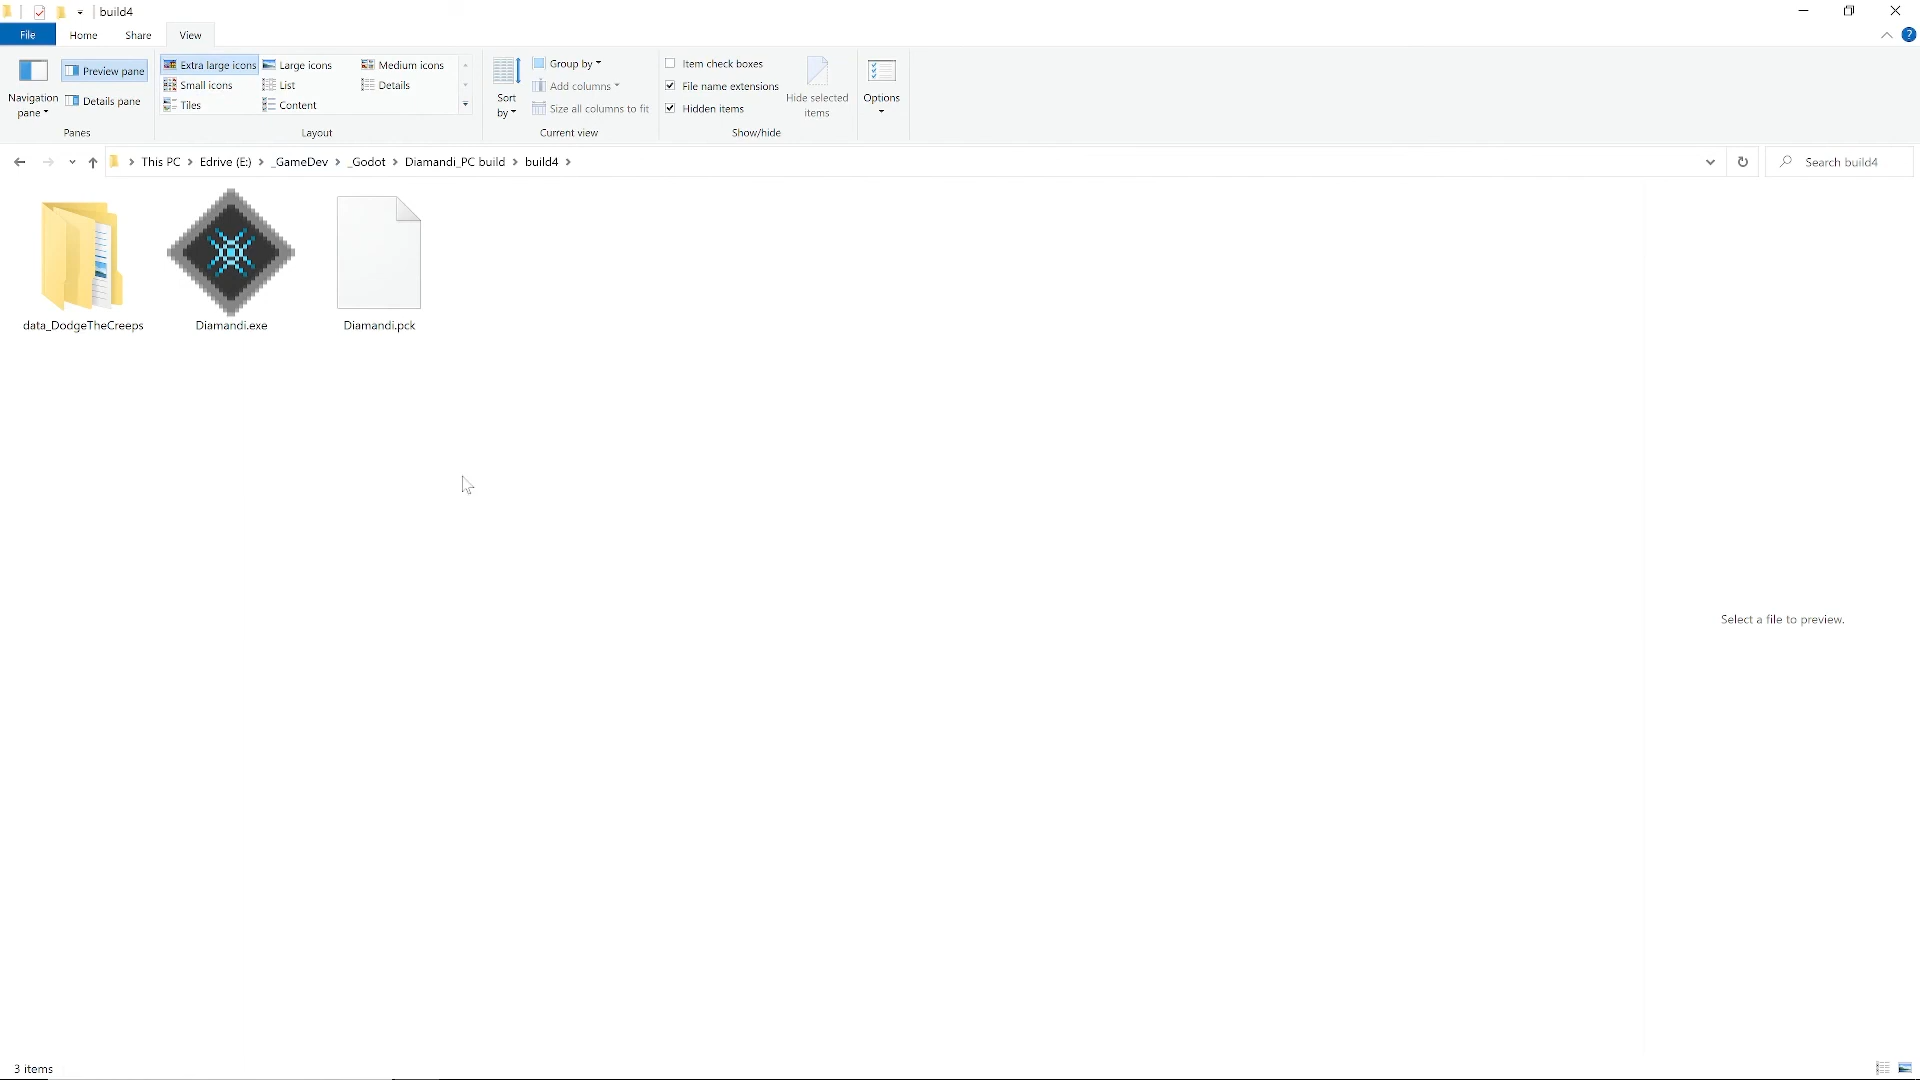 build4
File Home Share View
Navigation pane
Preview pane
Details pane
Panes
Extra large icons Large icons Medium icons
Small icons List Details
Tiles Content
Layout
Sort by
Group by
Add columns
Size all columns to fit
Current view
Item check boxes
File name extensions
Hidden items
Hide selected items
Show/hide
Options
This PC > Edrive (E:) > _GameDev > _Godot > Diamandi_PC build > build4 >
Search build4
data_DodgeTheCreeps
Diamandi.exe
Diamandi.pck
Select a file to preview.
3 items